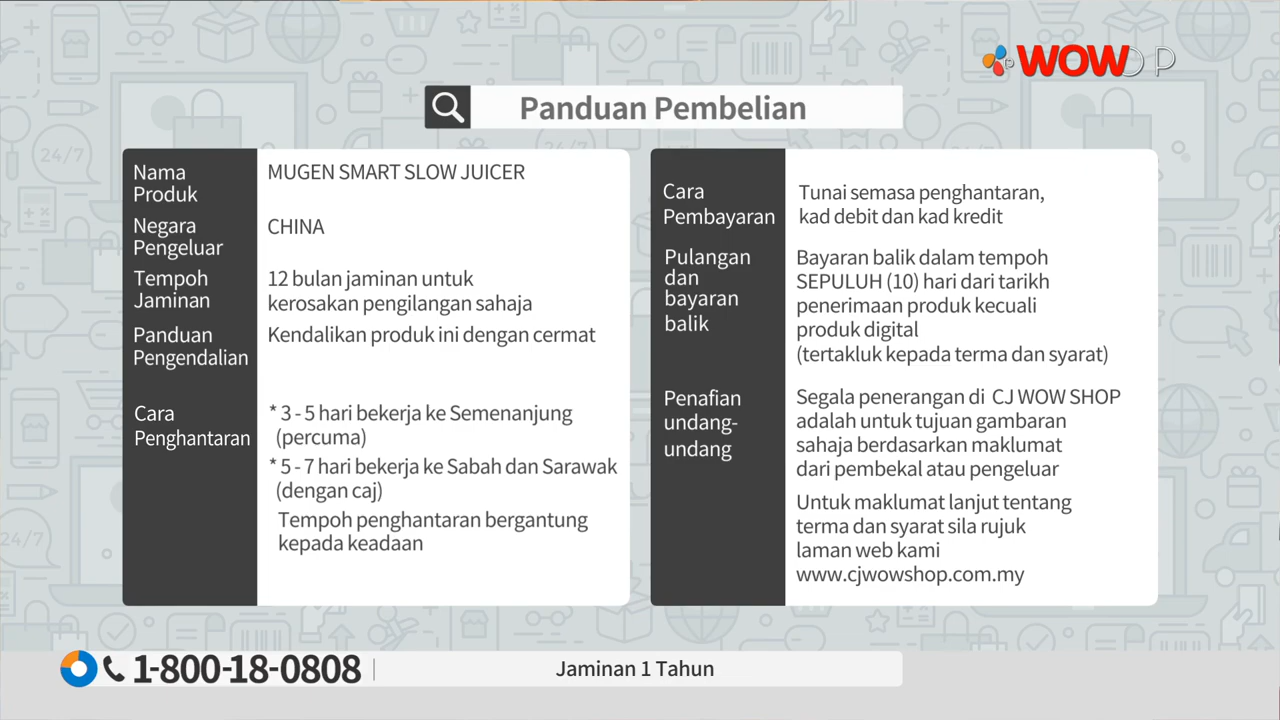 WOW
Panduan Pembelian
Nama
Produk
MUGEN SMART SLOW JUICER
Negara
Pengeluar
CHINA
Tempoh
Jaminan
12 bulan jaminan untuk
kerosakan pengilangan sahaja
Panduan
Pengendalian
Kendalikan produk ini dengan cermat
Cara
Penghantaran
* 3 - 5 hari bekerja ke Semenanjung
(percuma)
* 5 - 7 hari bekerja ke Sabah dan Sarawak
(dengan caj)
Tempoh penghantaran bergantung
kepada keadaan
Cara
Pembayaran
Tunai semasa penghantaran,
kad debit dan kad kredit
Pulangan
dan
bayaran
balik
Bayaran balik dalam tempoh
SEPULUH (10) hari dari tarikh
penerimaan produk kecuali
produk digital
(tertakluk kepada terma dan syarat)
Penafian
undang-
undang
Segala penerangan di CJ WOW SHOP
adalah untuk tujuan gambaran
sahaja berdasarkan maklumat
dari pembekal atau pengeluar
Untuk maklumat lanjut tentang
terma dan syarat sila rujuk
laman web kami
www.cjwowshop.com.my
1-800-18-0808
Jaminan 1 Tahun
24/7
24/7
24/7